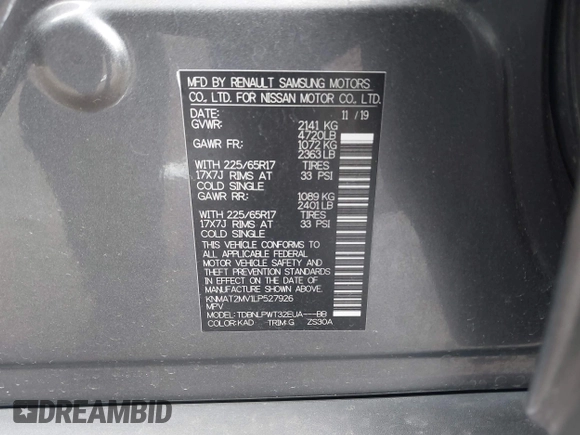 MFD BY RENAULT SAMSUNG MOTORS
CO., LTD. FOR NISSAN MOTOR CO., LTD.
DATE: 11 / 19
GVWR: 2141 KG
4720LB
GAWR FR: 1072 KG
2363LB
WITH 225/65R17 TIRES
17X7J RIMS AT 33 PSI
COLD SINGLE
GAWR RR: 1089 KG
2401LB
WITH 225/65R17 TIRES
17X7J RIMS AT 33 PSI
COLD SINGLE
THIS VEHICLE CONFORMS TO
ALL APPLICABLE FEDERAL
MOTOR VEHICLE SAFETY AND
THEFT PREVENTION STANDARDS
IN EFFECT ON THE DATE OF
MANUFACTURE SHOWN ABOVE.
KNMAT2MV1LP527926
MPV
MODEL: TDBNLPWT32EUA---BB
COLOR:KAD TRIM:G ZS30A
DREAMBID